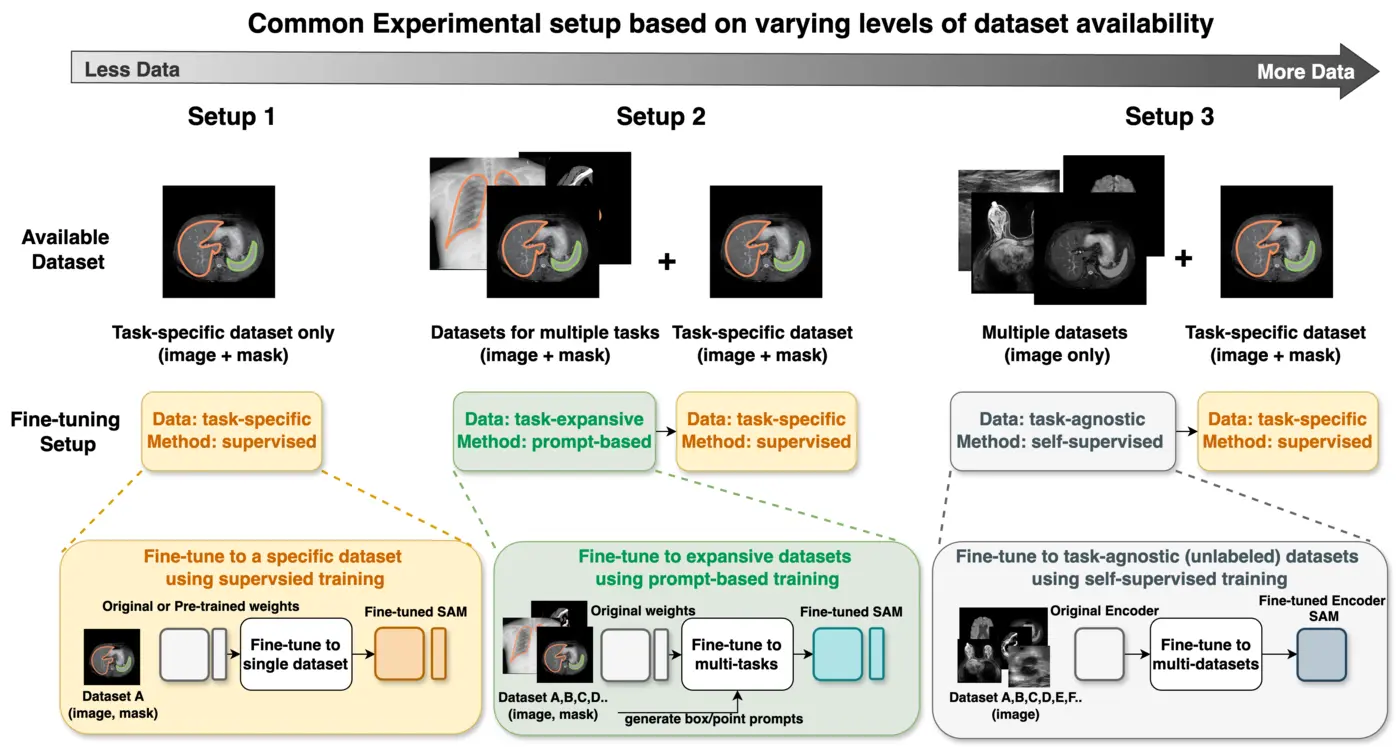 Common Experimental setup based on varying levels of dataset availability
Less Data
More Data
Setup 1
Setup 2
Setup 3
Available
Dataset
+
+
Task-specific dataset only
(image + mask)
Datasets for multiple tasks
(image + mask)
Task-specific dataset
(image + mask)
Multiple datasets
(image only)
Task-specific dataset
(image + mask)
Fine-tuning
Setup
Data: task-specific
Method: supervised
Data: task-expansive
Method: prompt-based
Data: task-specific
Method: supervised
Data: task-agnostic
Method: self-supervised
Data: task-specific
Method: supervised
Fine-tune to a specific dataset
using supervsied training
Original or Pre-trained weights
Fine-tuned SAM
Fine-tune to
single dataset
Dataset A
(image, mask)
Fine-tune to expansive datasets
using prompt-based training
Original weights
Fine-tuned SAM
Fine-tune to
multi-tasks
Dataset A,B,C,D..
(image, mask)
generate box/point prompts
Fine-tune to task-agnostic (unlabeled) datasets
using self-supervised training
Original Encoder
Fine-tuned Encoder
SAM
Fine-tune to
multi-datasets
Dataset A,B,C,D,E,F..
(image)